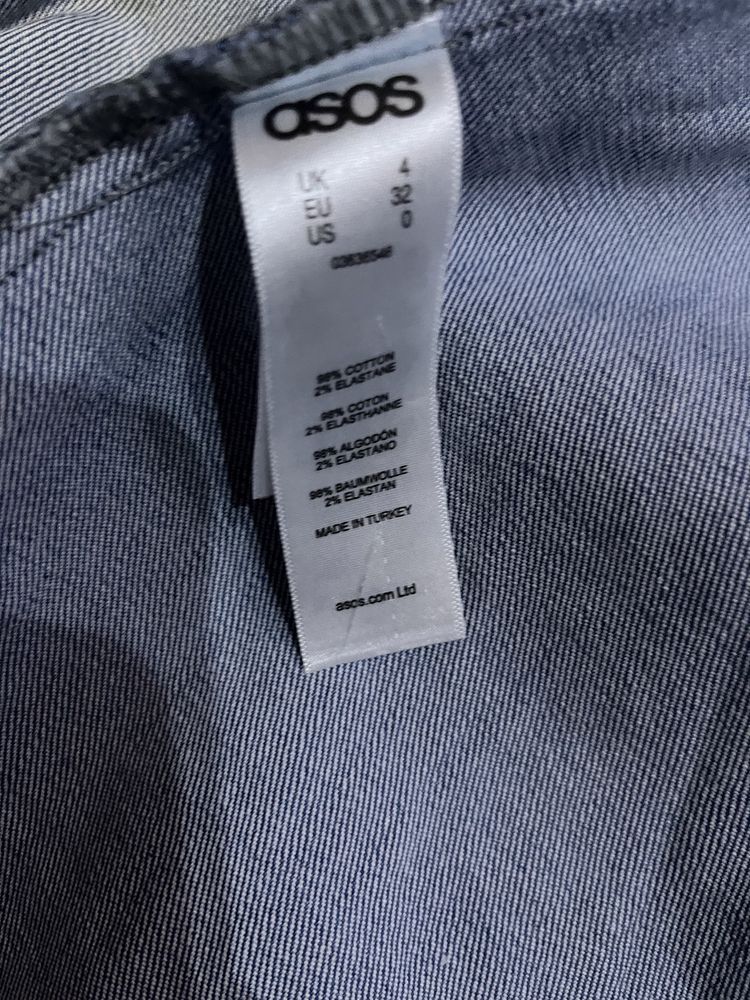 asos
UK 4
EU 32
US 0
03636546
98% COTTON
2% ELASTANE
98% COTON
2% ELASTHANNE
98% ALGODÓN
2% ELASTANO
98% BAUMWOLLE
2% ELASTAN
MADE IN TURKEY
asos.com Ltd